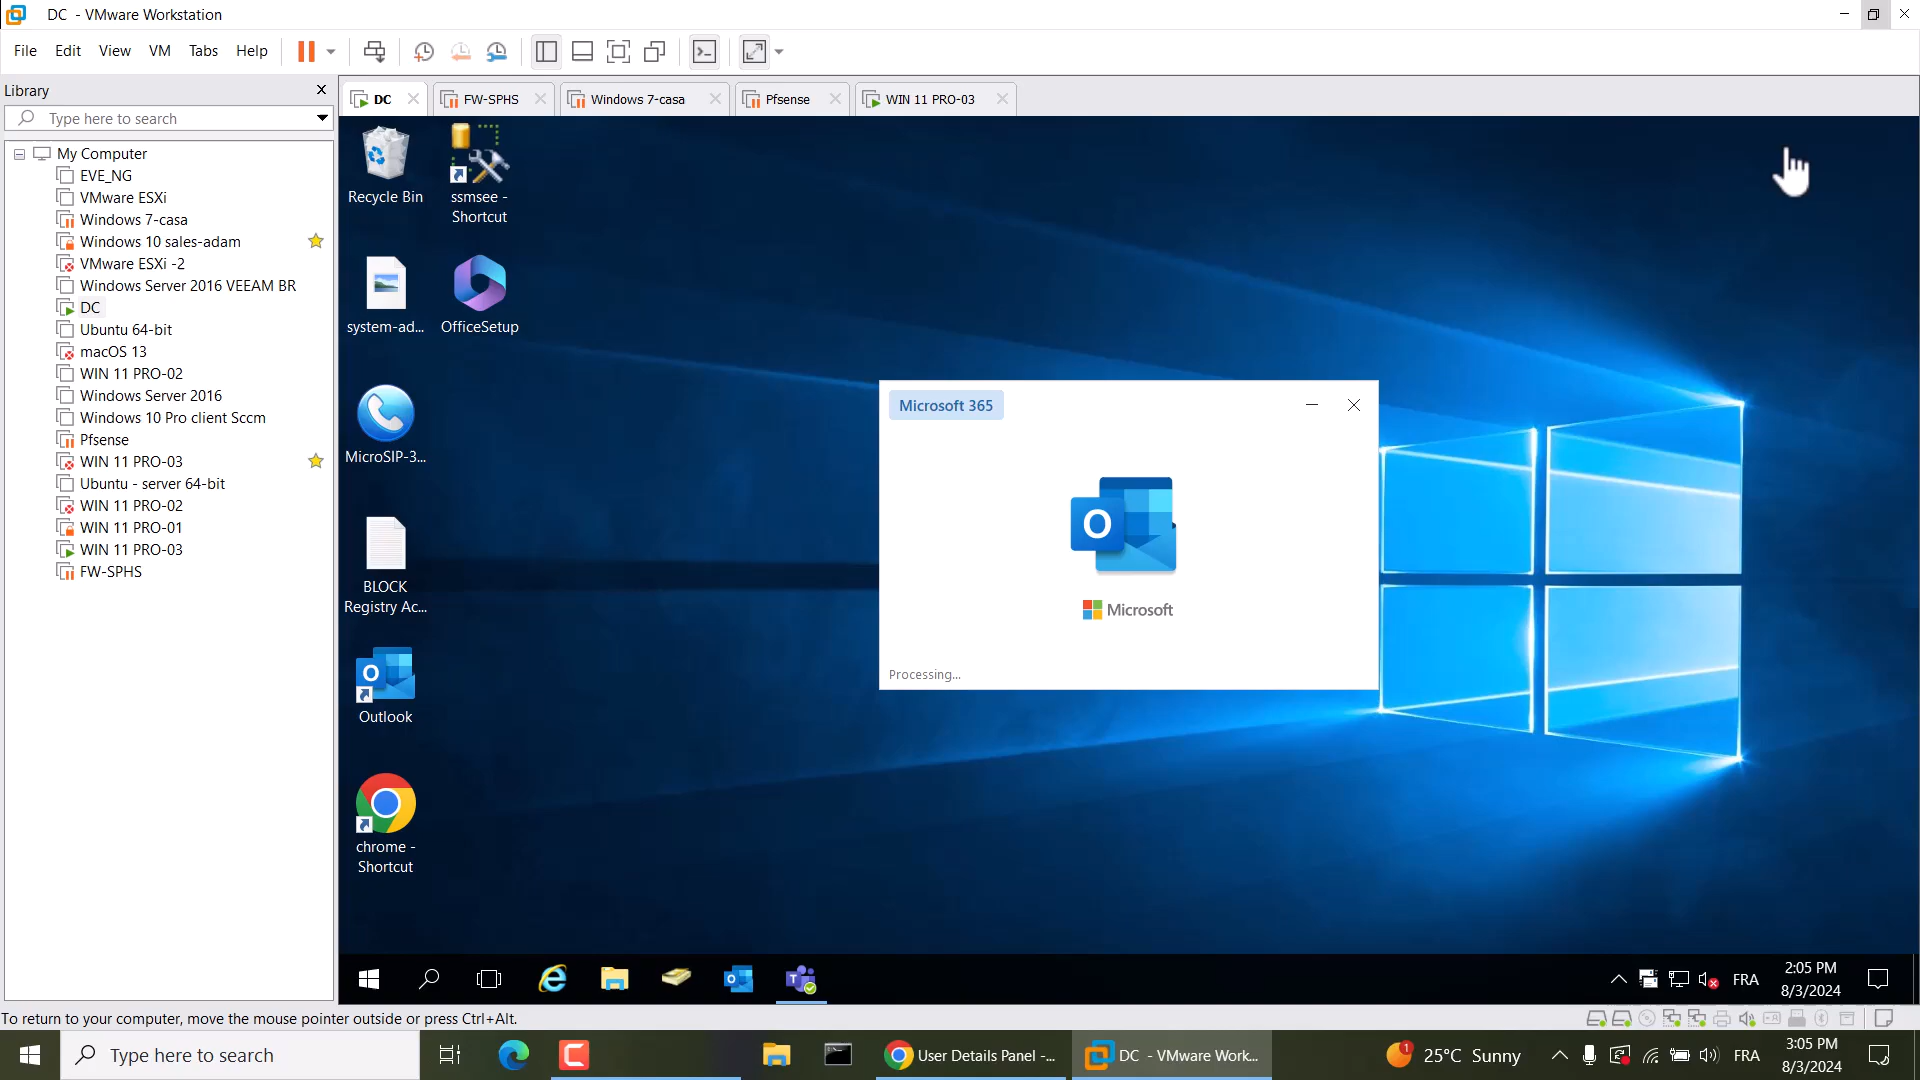 DC - VMware Workstation
File Edit View VM Tabs Help
Library
Type here to search
My Computer
EVE_NG
VMware ESXi
Windows 7-casa
Windows 10 sales-adam
VMware ESXi -2
Windows Server 2016 VEEAM BR
DC
Ubuntu 64-bit
macOS 13
WIN 11 PRO-02
Windows Server 2016
Windows 10 Pro client Sccm
Pfsense
WIN 11 PRO-03
Ubuntu - server 64-bit
WIN 11 PRO-02
WIN 11 PRO-01
WIN 11 PRO-03
FW-SPHS
DC FW-SPHS Windows 7-casa Pfsense WIN 11 PRO-03
Recycle Bin
ssmsee -
Shortcut
system-ad...
OfficeSetup
MicroSIP-3...
BLOCK
Registry Ac...
Outlook
chrome -
Shortcut
Microsoft 365
O
Microsoft
Processing...
FRA
2:05 PM
8/3/2024
To return to your computer, move the mouse pointer outside or press Ctrl+Alt.
Type here to search
User Details Panel -...
DC - VMware Work...
1
25°C Sunny
FRA
3:05 PM
8/3/2024